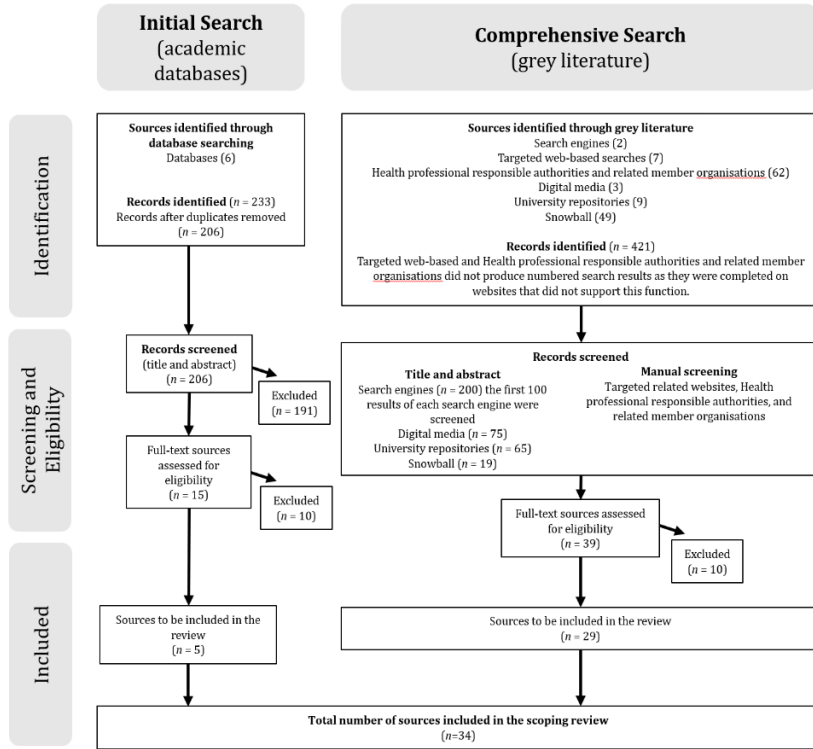 Initial Search
(academic
databases)
Comprehensive Search
(grey literature)
Identification
Sources identified through
database searching
Databases (6)
Records identified (n = 233)
Records after duplicates removed
(n = 206)
Sources identified through grey literature
Search engines (2)
Targeted web-based searches (7)
Health professional responsible authorities and related member organisations (62)
Digital media (3)
University repositories (9)
Snowball (49)
Records identified (n = 421)
Targeted web-based and Health professional responsible authorities and related member
organisations did not produce numbered search results as they were completed on
websites that did not support this function.
Screening and
Eligibility
Records screened
(title and abstract)
(n = 206)
Excluded
(n = 191)
Full-text sources
assessed for
eligibility
(n = 15)
Excluded
(n = 10)
Records screened
Title and abstract
Search engines (n = 200) the first 100
results of each search engine were
screened
Digital media (n = 75)
University repositories (n = 65)
Snowball (n = 19)
Manual screening
Targeted related websites, Health
professional responsible authorities, and
related member organisations
Full-text sources assessed
for eligibility
(n = 39)
Excluded
(n = 10)
Included
Sources to be included in the
review
(n = 5)
Sources to be included in the review
(n = 29)
Total number of sources included in the scoping review
(n=34)